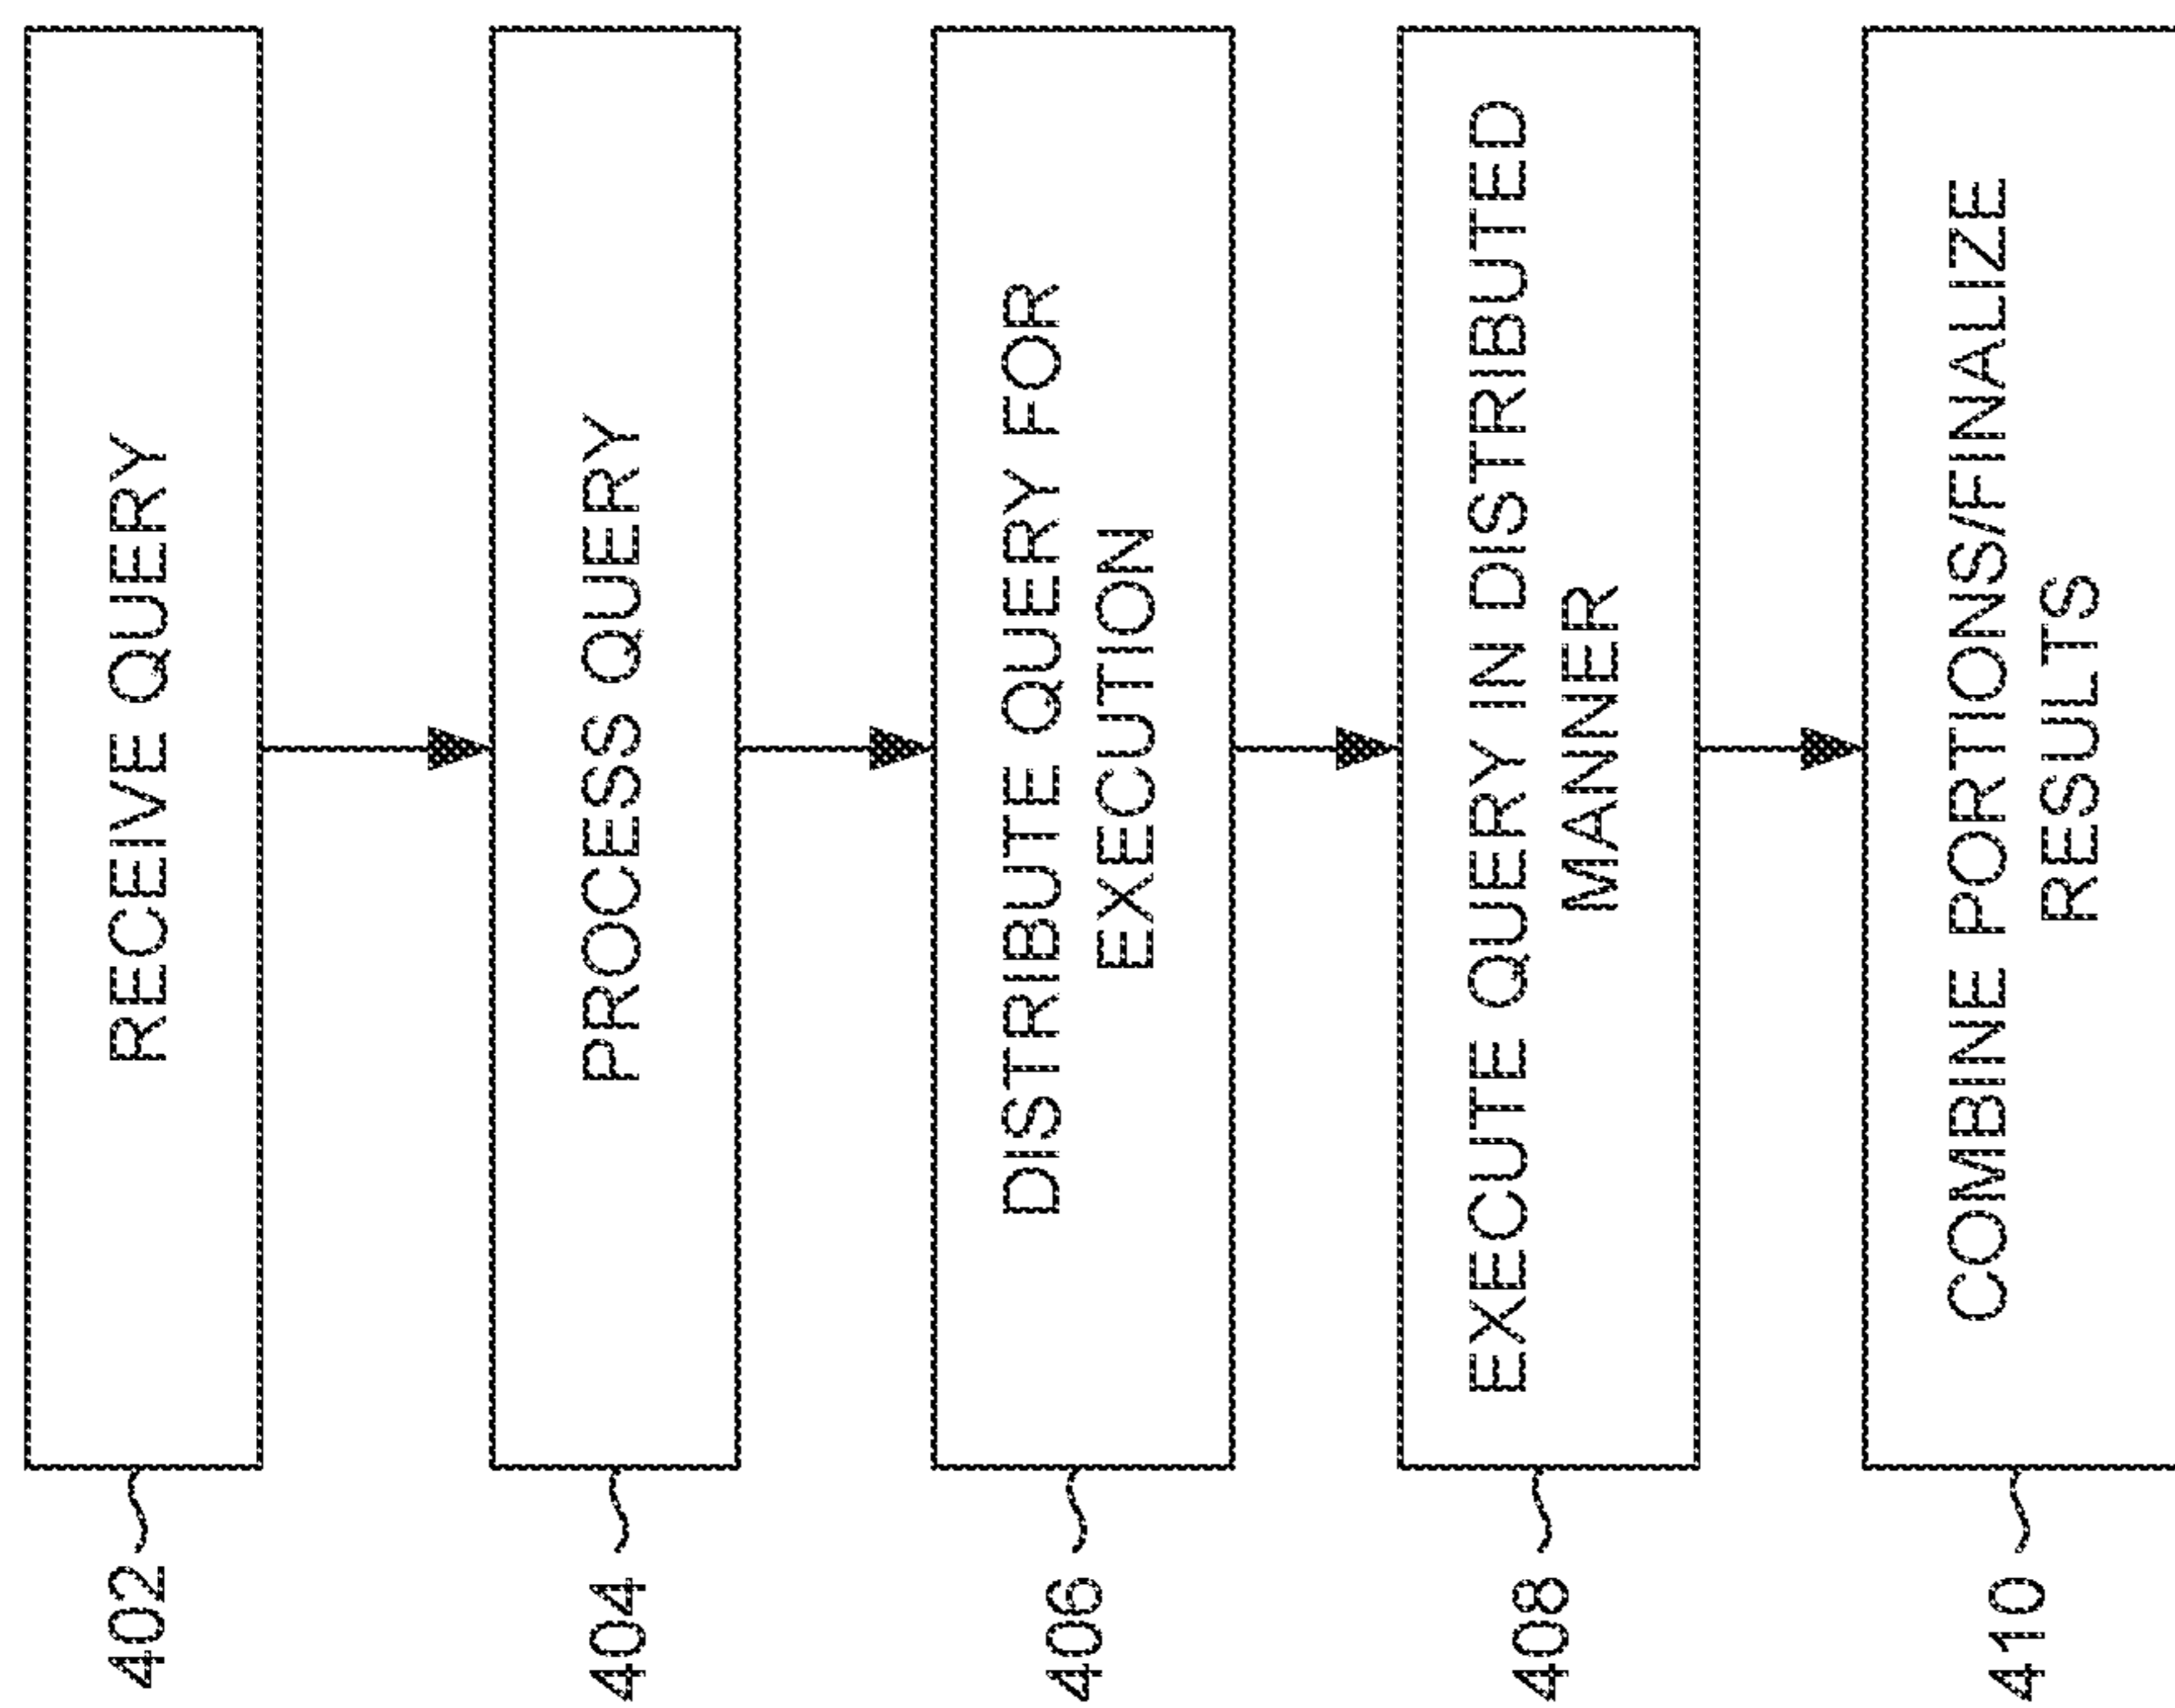 402
RECEIVE QUERY
404
PROCESS QUERY
406
DISTRIBUTE QUERY FOR
EXECUTION
408
EXECUTE QUERY IN DISTRIBUTED
MANNER
410
COMBINE PORTIONS/FINALIZE
RESULTS